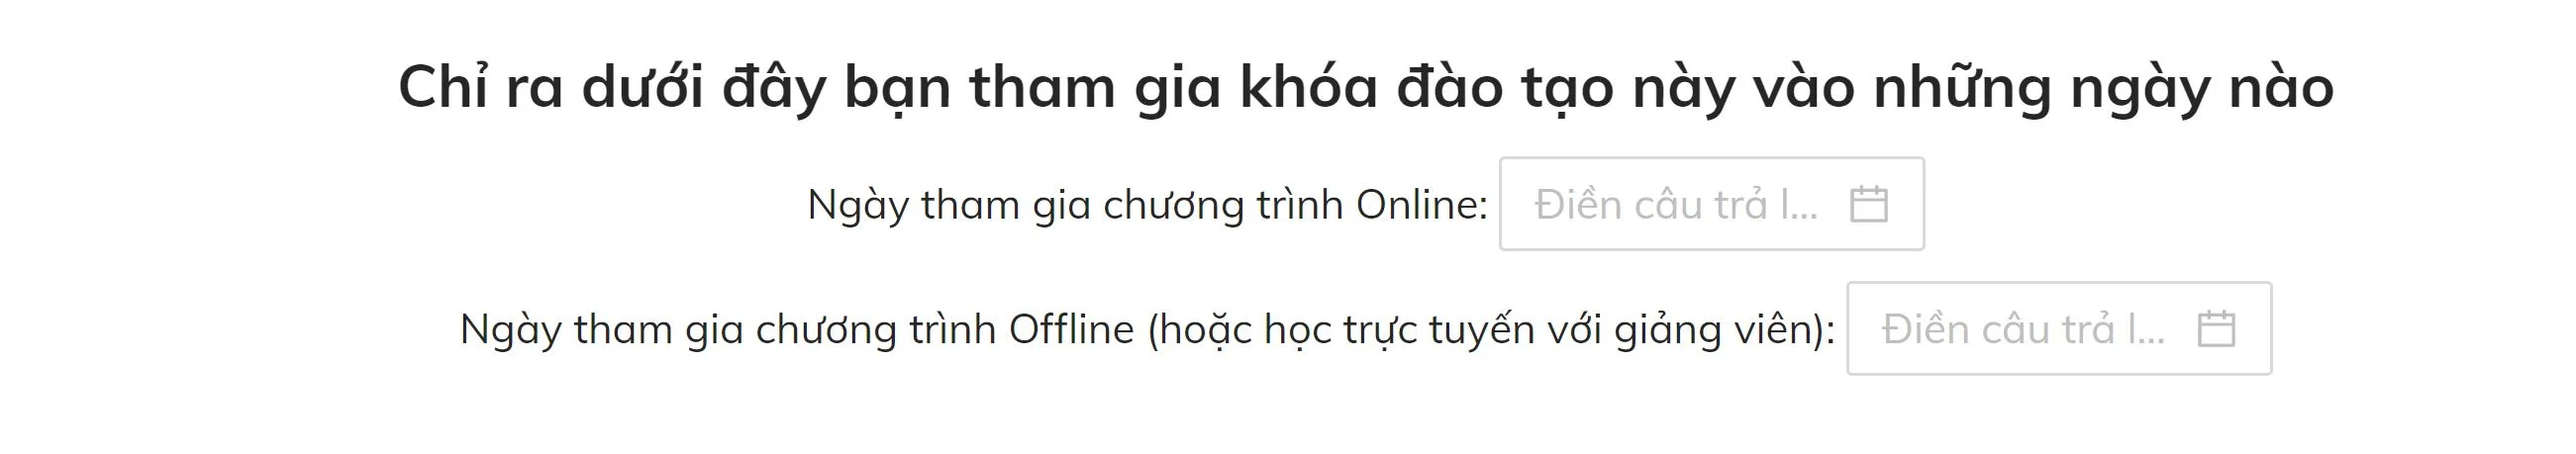 Chỉ ra dưới đây bạn tham gia khóa đào tạo này vào những ngày nào
Ngày tham gia chương trình Online: Điền câu trả l...
Ngày tham gia chương trình Offline (hoặc học trực tuyến với giảng viên): Điền câu trả l...